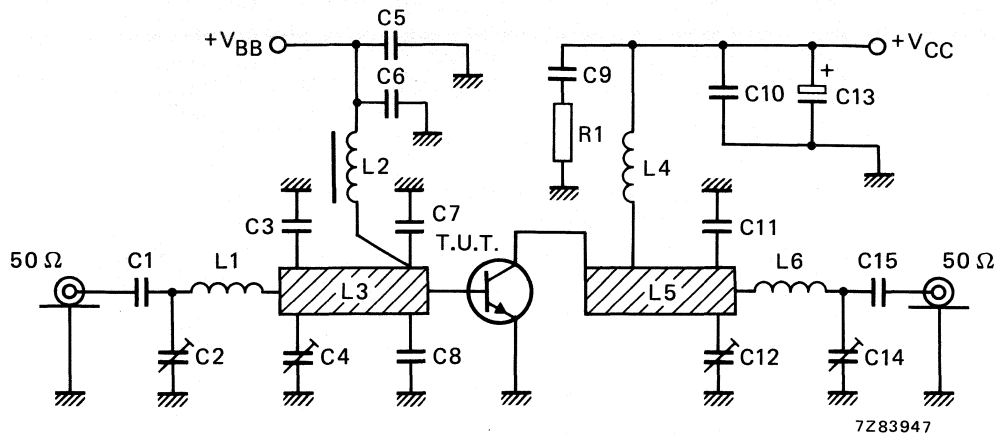 C5
+VBB
C6
+VCC
C9
+
C10
C13
R1
L2
L4
C3
C7
T.U.T.
C11
50 Ω
C1
L1
L3
L5
L6
C15
50 Ω
C2
C4
C8
C12
C14
7Z83947